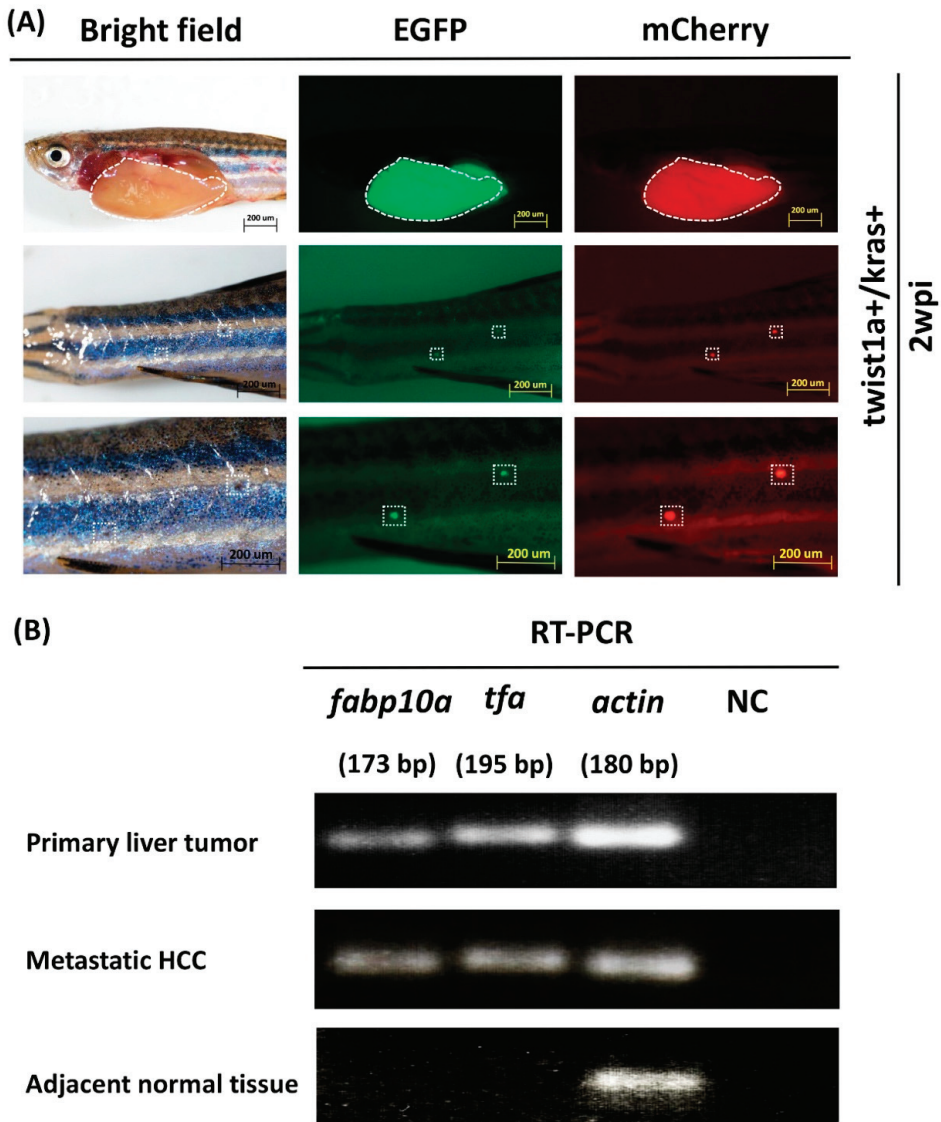 (A) Bright field EGFP mCherry
200 um 200 um 200 um
200 um 200 um 200 um
200 um 200 um 200 um
twist1a+/kras+
2wpi
(B) RT-PCR
fabp10a tfa actin NC
(173 bp) (195 bp) (180 bp)
Primary liver tumor
Metastatic HCC
Adjacent normal tissue